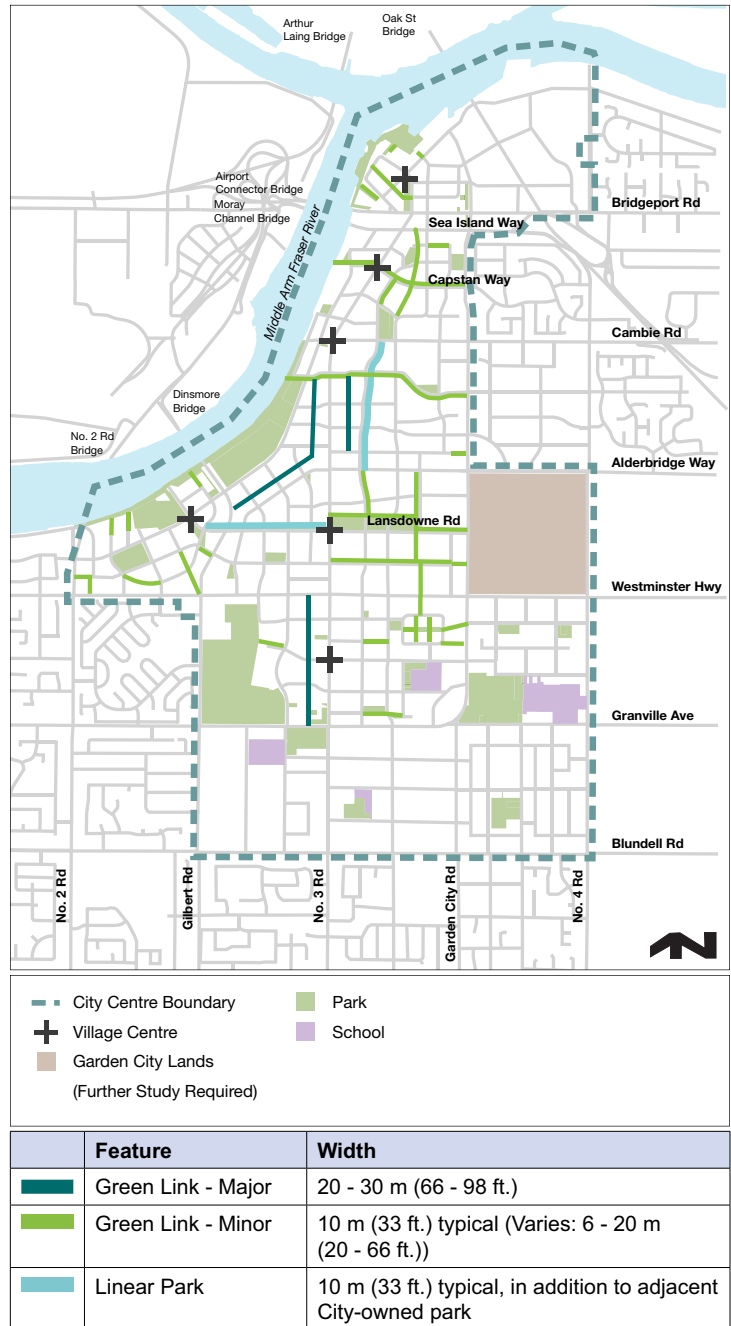 Arthur
Laing Bridge
Oak St
Bridge
Airport
Connector Bridge
Moray
Channel Bridge
Bridgeport Rd
Sea Island Way
Middle Arm Fraser River
Capstan Way
Cambie Rd
Dinsmore
Bridge
No. 2 Rd
Bridge
Alderbridge Way
Lansdowne Rd
Westminster Hwy
Granville Ave
Blundell Rd
No. 2 Rd
Gilbert Rd
No. 3 Rd
Garden City Rd
No. 4 Rd
N
City Centre Boundary
Village Centre
Garden City Lands
(Further Study Required)
Park
School
Feature
Width
Green Link - Major
20 - 30 m (66 - 98 ft.)
Green Link - Minor
10 m (33 ft.) typical (Varies: 6 - 20 m
(20 - 66 ft.))
Linear Park
10 m (33 ft.) typical, in addition to adjacent
City-owned park